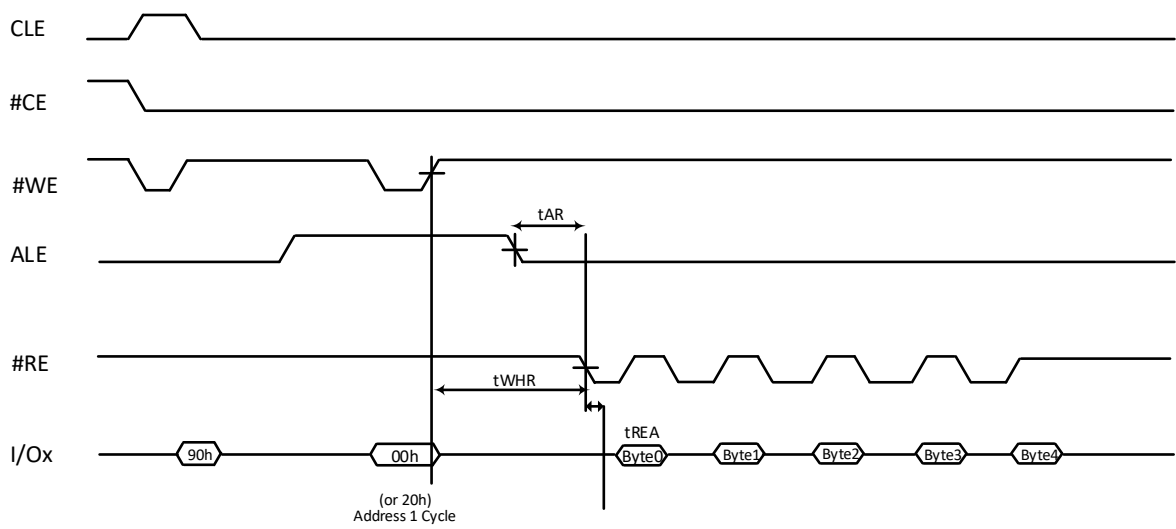 CLE
#CE
#WE
tAR
ALE
#RE
tWHR
tREA
I/Ox
90h
00h
Byte0
Byte1
Byte2
Byte3
Byte4
(or 20h)
Address 1 Cycle